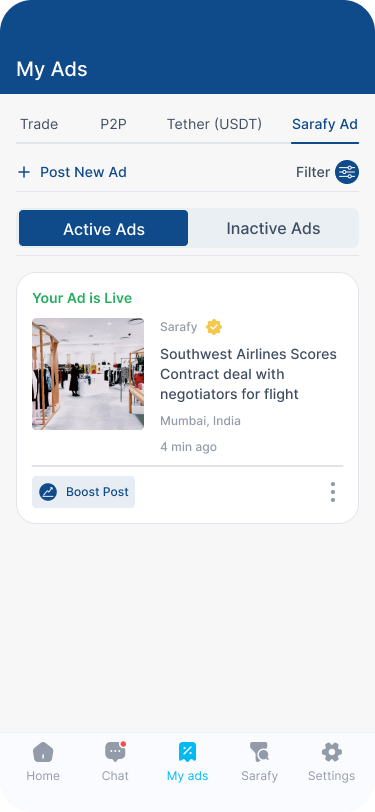 My Ads
Trade P2P Tether (USDT) Sarafy Ad
+ Post New Ad Filter
Active Ads Inactive Ads
Your Ad is Live
Sarafy
Southwest Airlines Scores
Contract deal with
negotiators for flight
Mumbai, India
4 min ago
Boost Post
Home Chat My ads Sarafy Settings